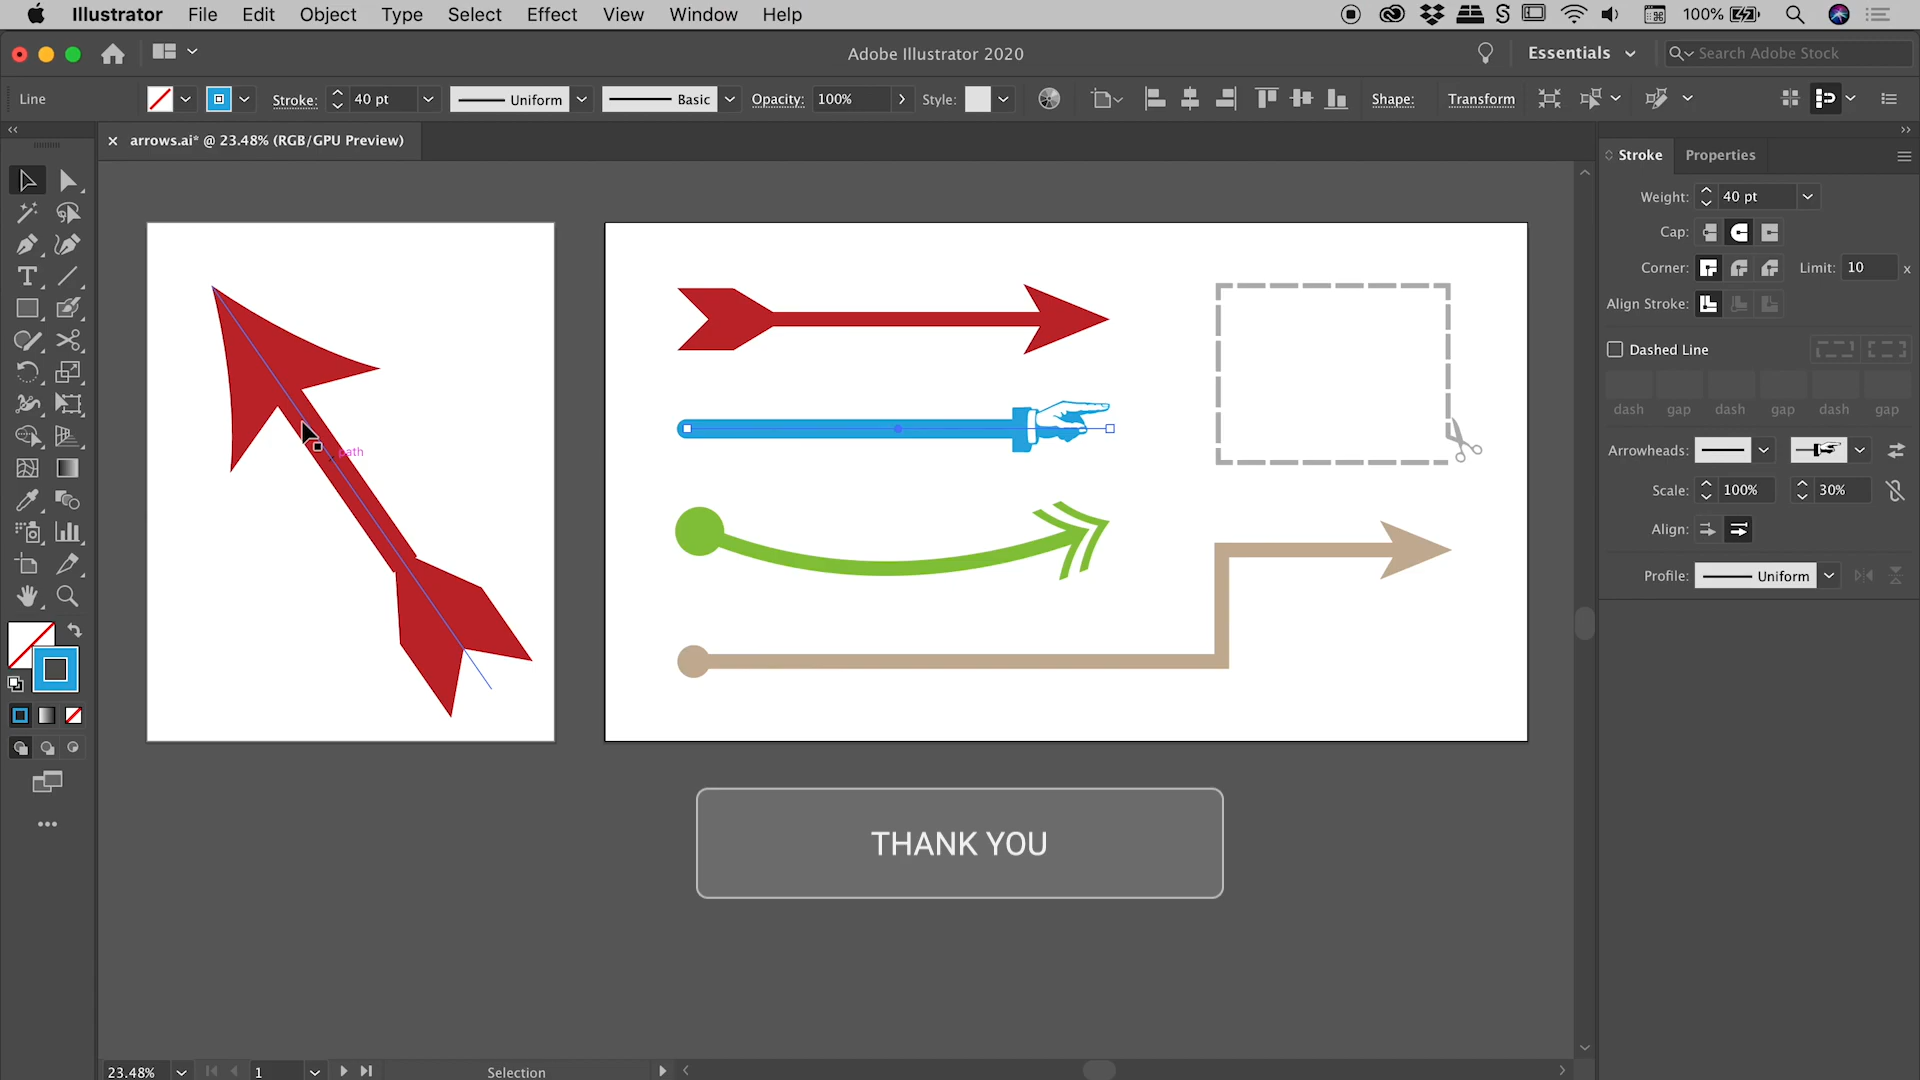 Illustrator File Edit Object Type Select Effect View Window Help 100%
Adobe Illustrator 2020 Essentials Search Adobe Stock
Line Stroke: 40 pt Uniform Basic Opacity: 100% Style: Shape: Transform
arrows.ai* @ 23.48% (RGB/GPU Preview)
Stroke Properties
Weight: 40 pt
Cap:
Corner: Limit: 10 x
Align Stroke:
Dashed Line
dash gap dash gap dash gap
Arrowheads:
Scale: 100% 30%
Align:
Profile: Uniform
path
THANK YOU
23.48% 1 Selection